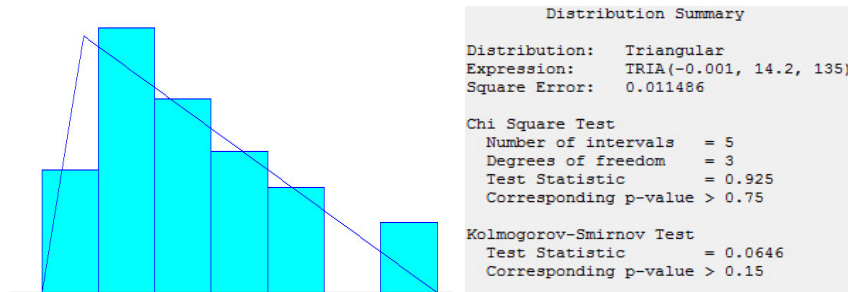 Distribution Summary
Distribution: Triangular
Expression: TRIA(-0.001, 14.2, 135)
Square Error: 0.011486
Chi Square Test
Number of intervals = 5
Degrees of freedom = 3
Test Statistic = 0.925
Corresponding p-value > 0.75
Kolmogorov-Smirnov Test
Test Statistic = 0.0646
Corresponding p-value > 0.15